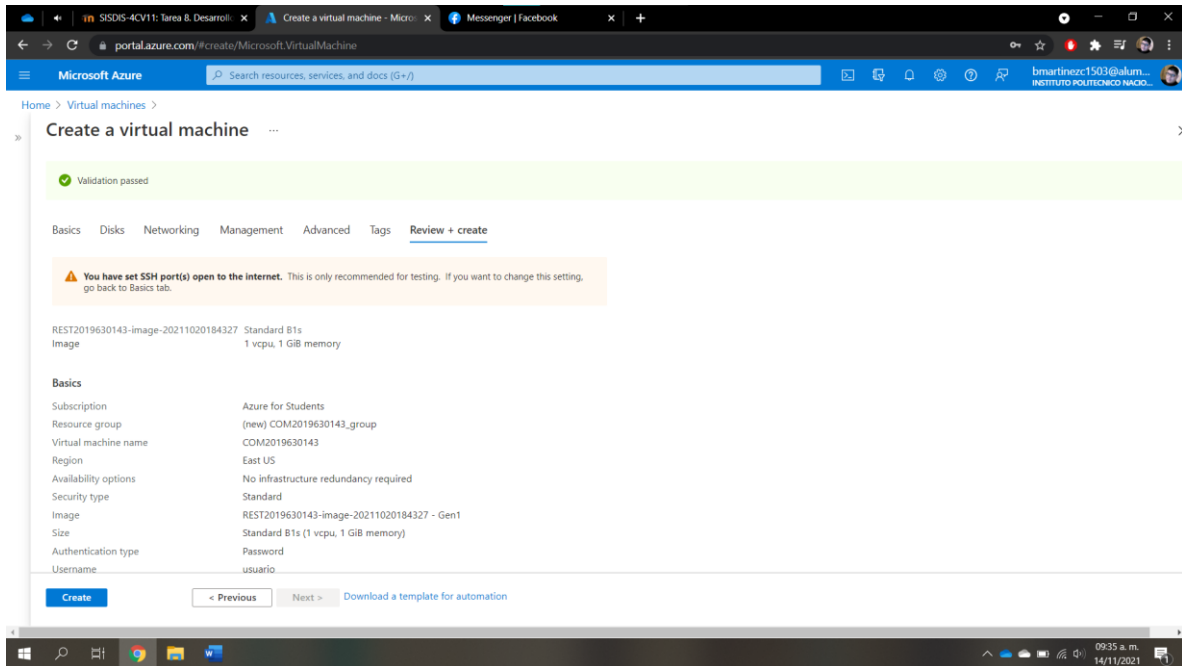 SISDIS-4CV11: Tarea 8. Desarrollo
Create a virtual machine - Micros
Messenger | Facebook
portal.azure.com/#create/Microsoft.VirtualMachine
Microsoft Azure
Search resources, services, and docs (G+/)
bmartinezc1503@alum...
INSTITUTO POLITECNICO NACIO...
Home > Virtual machines >
Create a virtual machine ...
Validation passed
Basics Disks Networking Management Advanced Tags Review + create
You have set SSH port(s) open to the internet. This is only recommended for testing. If you want to change this setting,
go back to Basics tab.
REST2019630143-image-20211020184327 Standard B1s
Image 1 vcpu, 1 GiB memory
Basics
Subscription Azure for Students
Resource group (new) COM2019630143_group
Virtual machine name COM2019630143
Region East US
Availability options No infrastructure redundancy required
Security type Standard
Image REST2019630143-image-20211020184327 - Gen1
Size Standard B1s (1 vcpu, 1 GiB memory)
Authentication type Password
Username usuario
Create < Previous Next > Download a template for automation
09:35 a. m.
14/11/2021